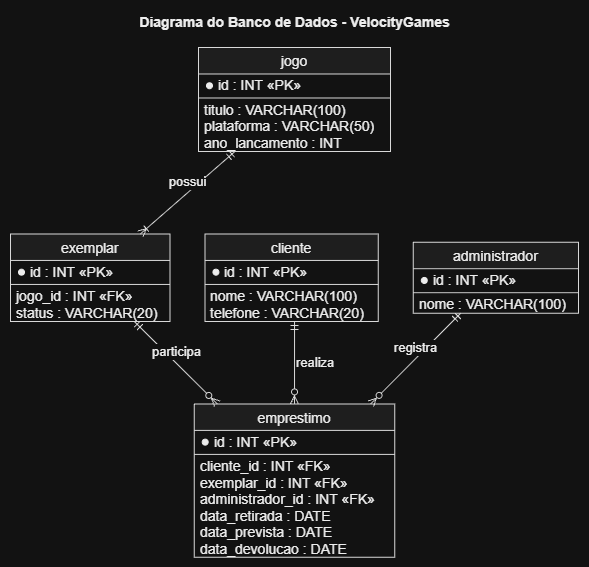 Diagrama do Banco de Dados - VelocityGames
jogo
id : INT «PK»
titulo : VARCHAR(100)
plataforma : VARCHAR(50)
ano_lancamento : INT
possui
exemplar
id : INT «PK»
jogo_id : INT «FK»
status : VARCHAR(20)
cliente
id : INT «PK»
nome : VARCHAR(100)
telefone : VARCHAR(20)
administrador
id : INT «PK»
nome : VARCHAR(100)
participa
realiza
registra
emprestimo
id : INT «PK»
cliente_id : INT «FK»
exemplar_id : INT «FK»
administrador_id : INT «FK»
data_retirada : DATE
data_prevista : DATE
data_devolucao : DATE